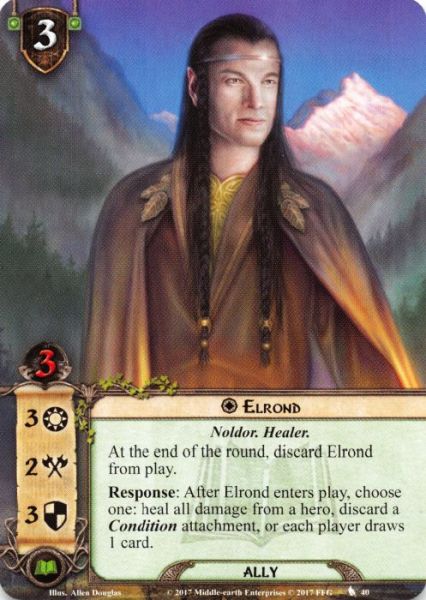 3
3
3
2
3
Elrond
Noldor. Healer.
At the end of the round, discard Elrond
from play.
Response: After Elrond enters play, choose
one: heal all damage from a hero, discard a
Condition attachment, or each player draws
1 card.
ALLY
Illus. Allen Douglas © 2017 Middle-earth Enterprises © 2017 FFG 40